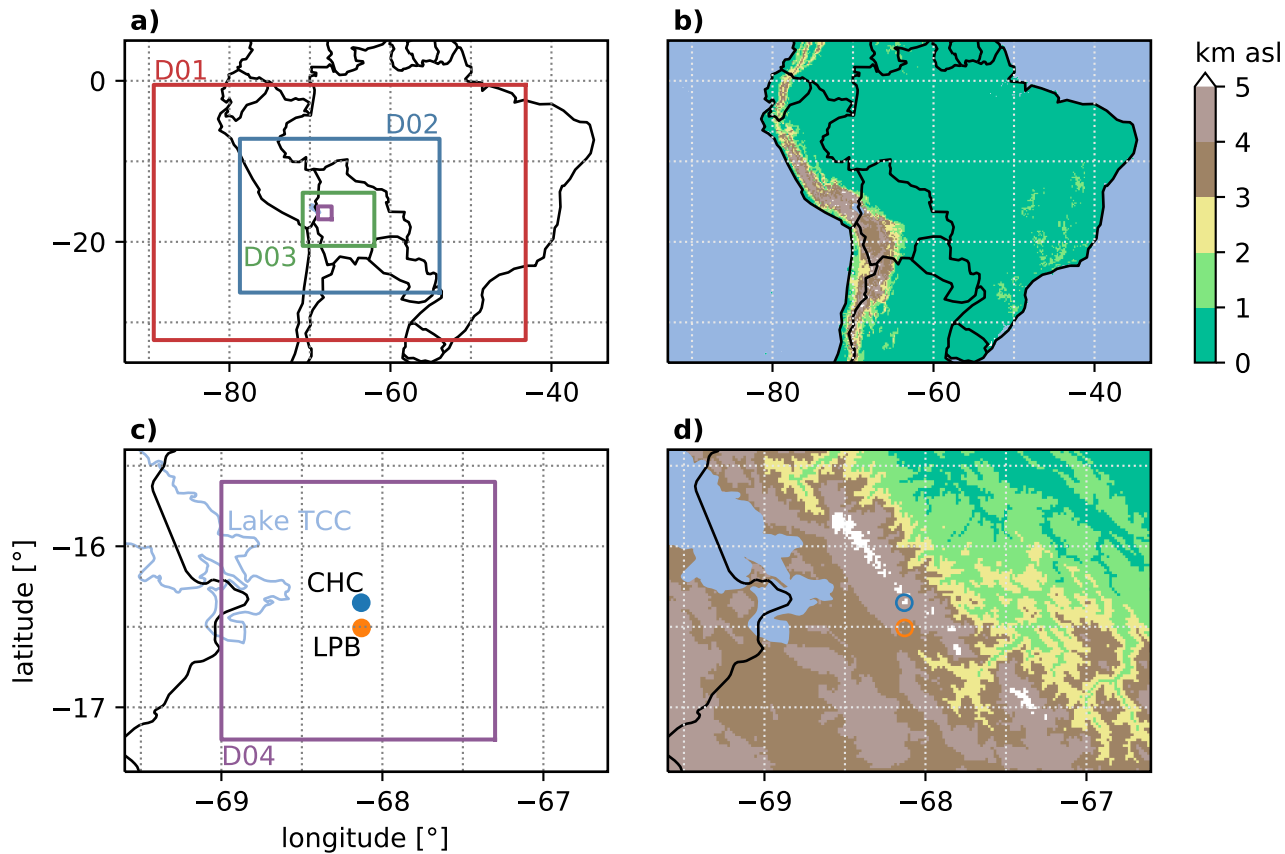 a)
b)
km asl
D01
D02
D03
0
−20
−80
−60
−40
−80
−60
−40
5
4
3
2
1
0
c)
d)
Lake TCC
CHC
LPB
D04
−16
−17
latitude [°]
−69
−68
−67
longitude [°]
−69
−68
−67